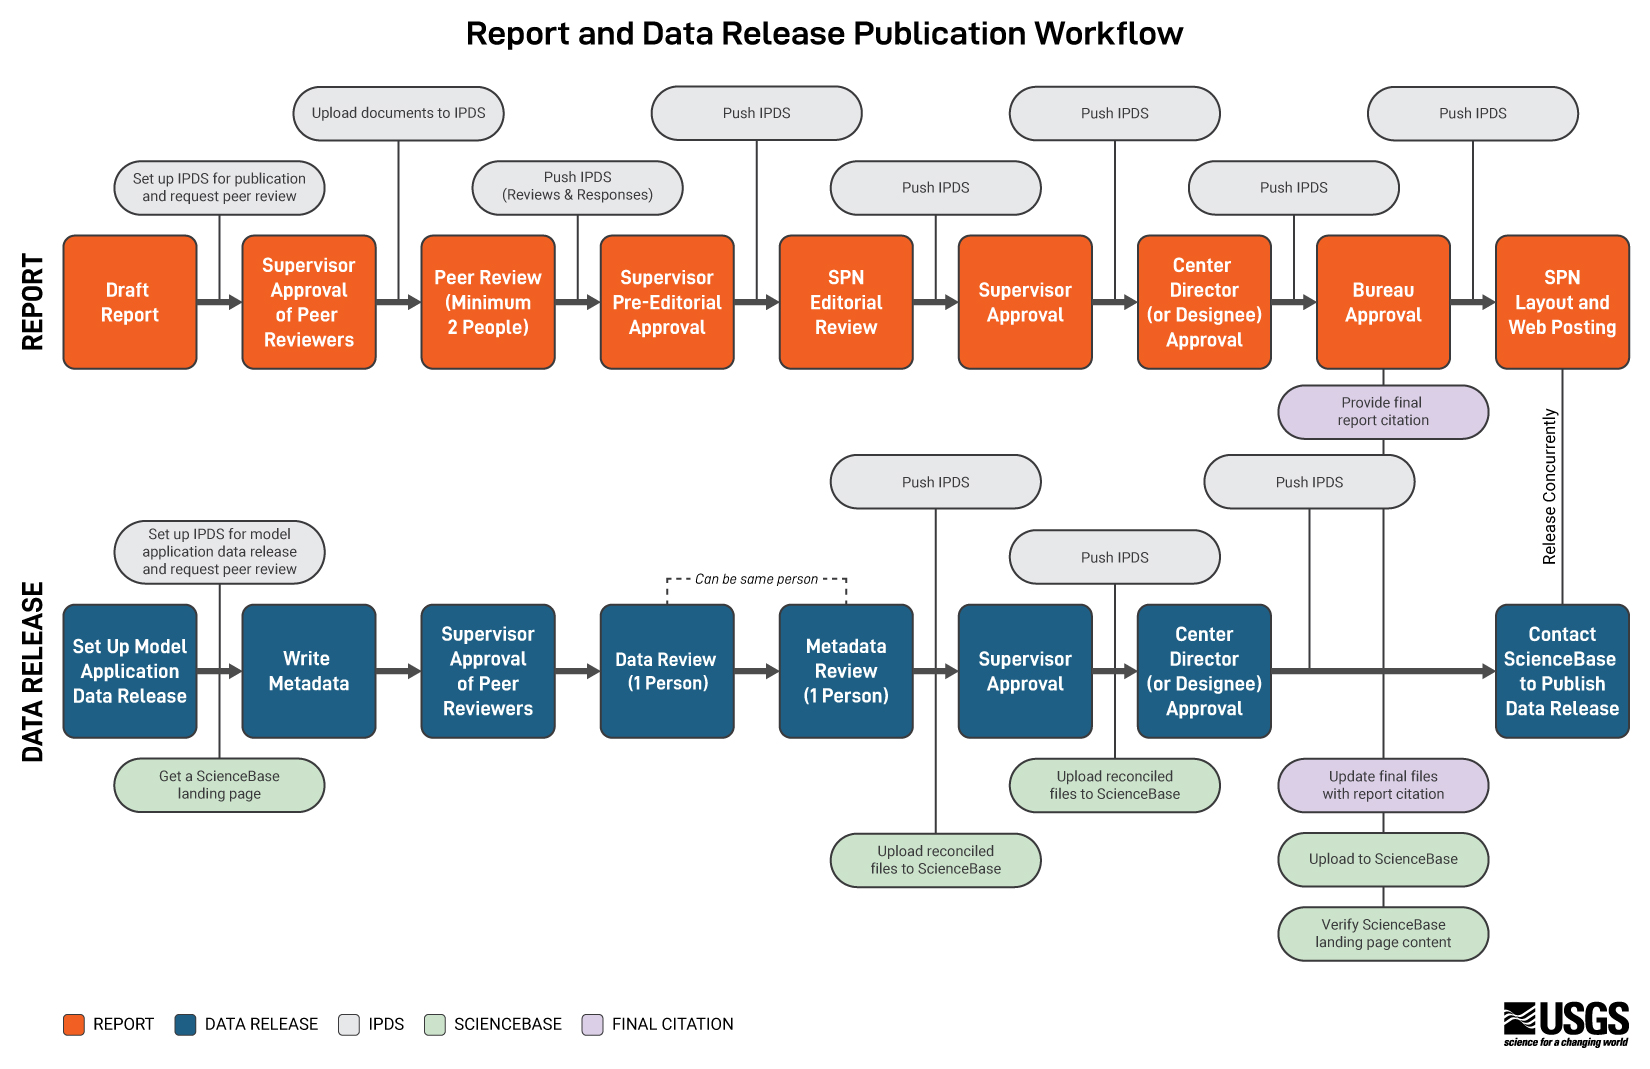 Report and Data Release Publication Workflow
Upload documents to IPDS
Push IPDS
Push IPDS
Push IPDS
Set up IPDS for publication
and request peer review
Push IPDS
(Reviews & Responses)
Push IPDS
Push IPDS
REPORT
Draft
Report
Supervisor
Approval
of Peer
Reviewers
Peer Review
(Minimum
2 People)
Supervisor
Pre-Editorial
Approval
SPN
Editorial
Review
Supervisor
Approval
Center
Director
(or Designee)
Approval
Bureau
Approval
SPN
Layout and
Web Posting
Provide final
report citation
Release Concurrently
Push IPDS
Push IPDS
Set up IPDS for model
application data release
and request peer review
Push IPDS
Can be same person
DATA RELEASE
Set Up Model
Application
Data Release
Write
Metadata
Supervisor
Approval
of Peer
Reviewers
Data Review
(1 Person)
Metadata
Review
(1 Person)
Supervisor
Approval
Center
Director
(or Designee)
Approval
Contact
ScienceBase
to Publish
Data Release
Get a ScienceBase
landing page
Upload reconciled
files to ScienceBase
Update final files
with report citation
Upload reconciled
files to ScienceBase
Upload to ScienceBase
Verify ScienceBase
landing page content
REPORT
DATA RELEASE
IPDS
SCIENCEBASE
FINAL CITATION
USGS
science for a changing world